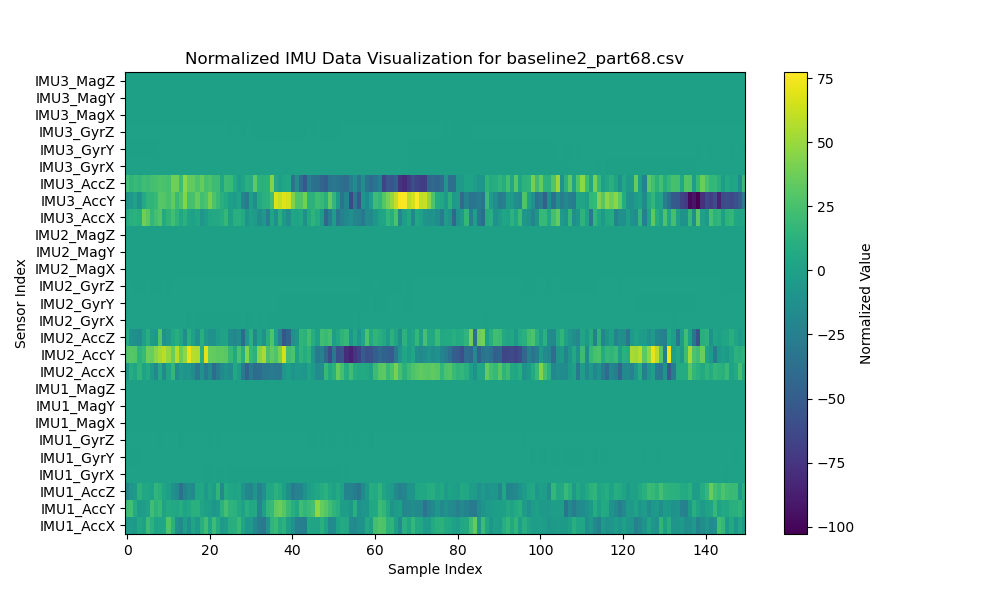 Normalized IMU Data Visualization for baseline2_part68.csv
IMU3_MagZ
IMU3_MagY
IMU3_MagX
IMU3_GyrZ
IMU3_GyrY
IMU3_GyrX
IMU3_AccZ
IMU3_AccY
IMU3_AccX
IMU2_MagZ
IMU2_MagY
IMU2_MagX
IMU2_GyrZ
IMU2_GyrY
IMU2_GyrX
IMU2_AccZ
IMU2_AccY
IMU2_AccX
IMU1_MagZ
IMU1_MagY
IMU1_MagX
IMU1_GyrZ
IMU1_GyrY
IMU1_GyrX
IMU1_AccZ
IMU1_AccY
IMU1_AccX
Sensor Index
0 20 40 60 80 100 120 140
Sample Index
75
50
25
0
−25
−50
−75
−100
Normalized Value